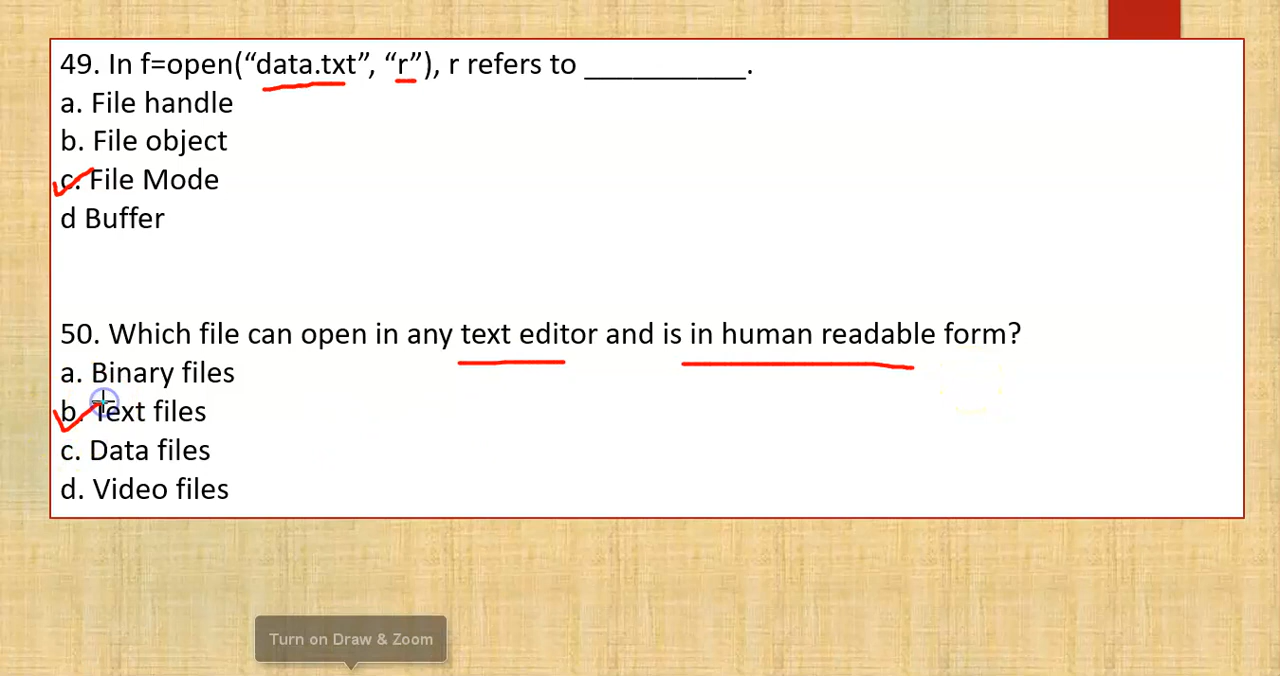 49. In f=open(“data.txt”, “r”), r refers to ___________.
a. File handle
b. File object
c. File Mode
d Buffer
50. Which file can open in any text editor and is in human readable form?
a. Binary files
b. Text files
c. Data files
d. Video files
Turn on Draw & Zoom